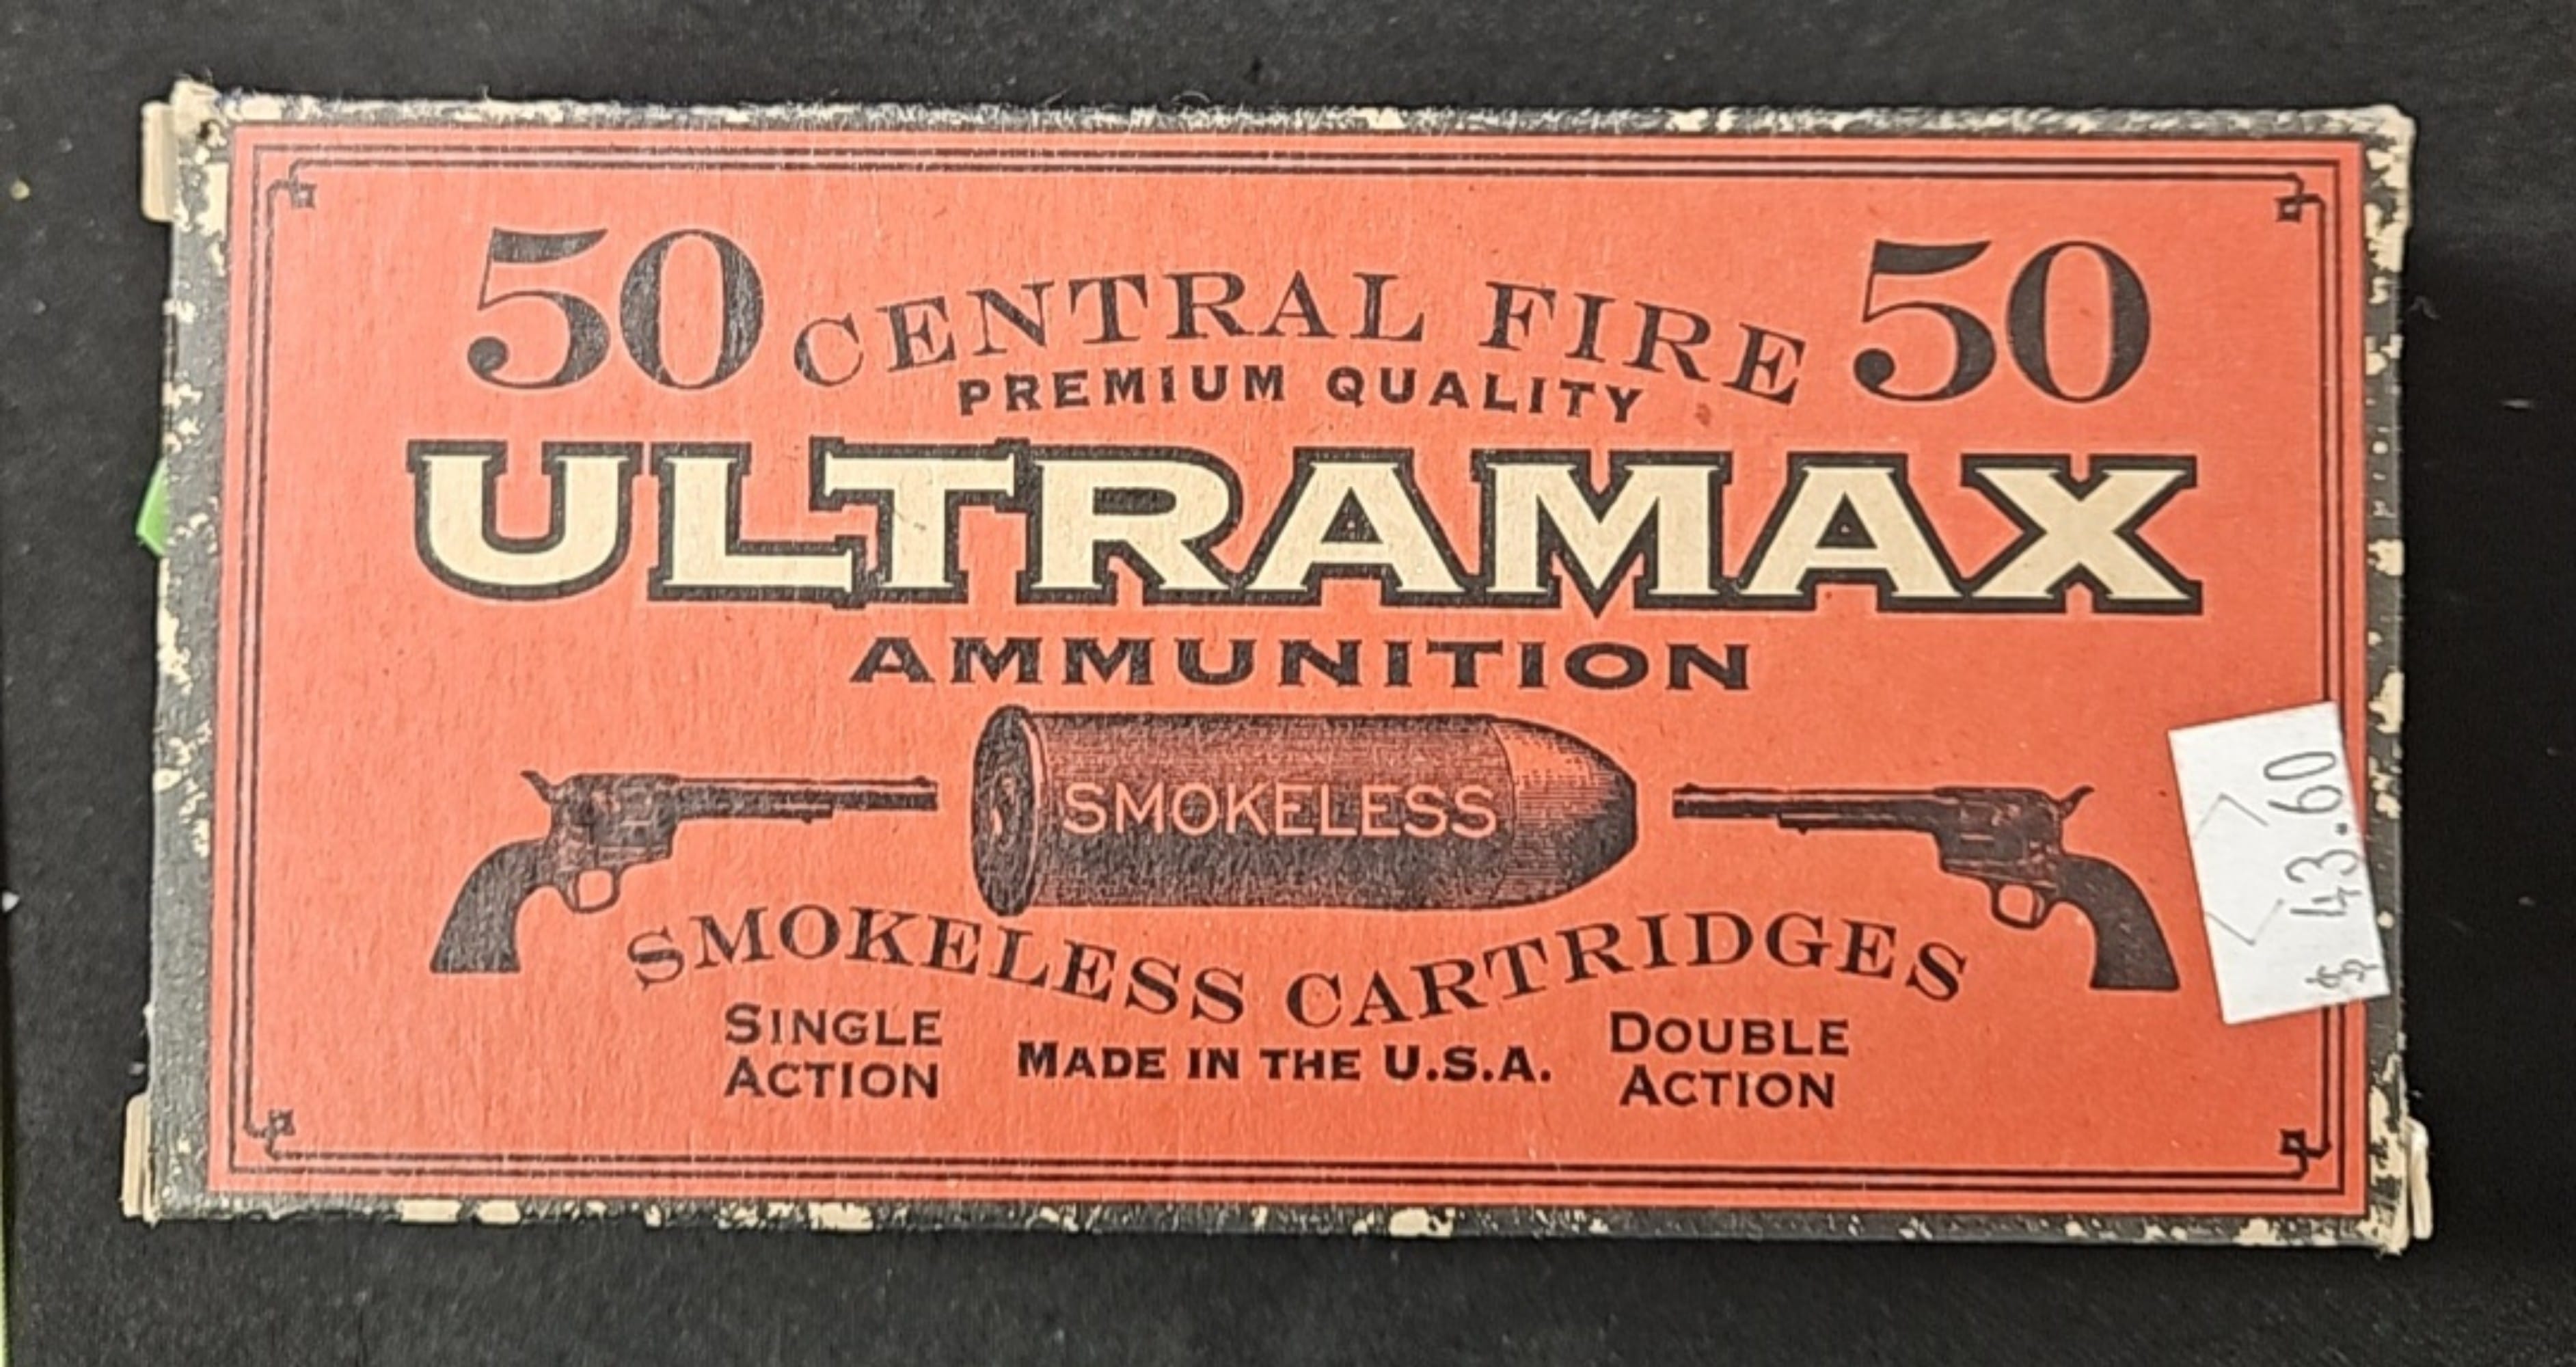 50 CENTRAL FIRE 50
PREMIUM QUALITY
ULTRAMAX
AMMUNITION
SMOKELESS
SMOKELESS CARTRIDGES
SINGLE
ACTION
MADE IN THE U.S.A.
DOUBLE
ACTION
$ 43.60